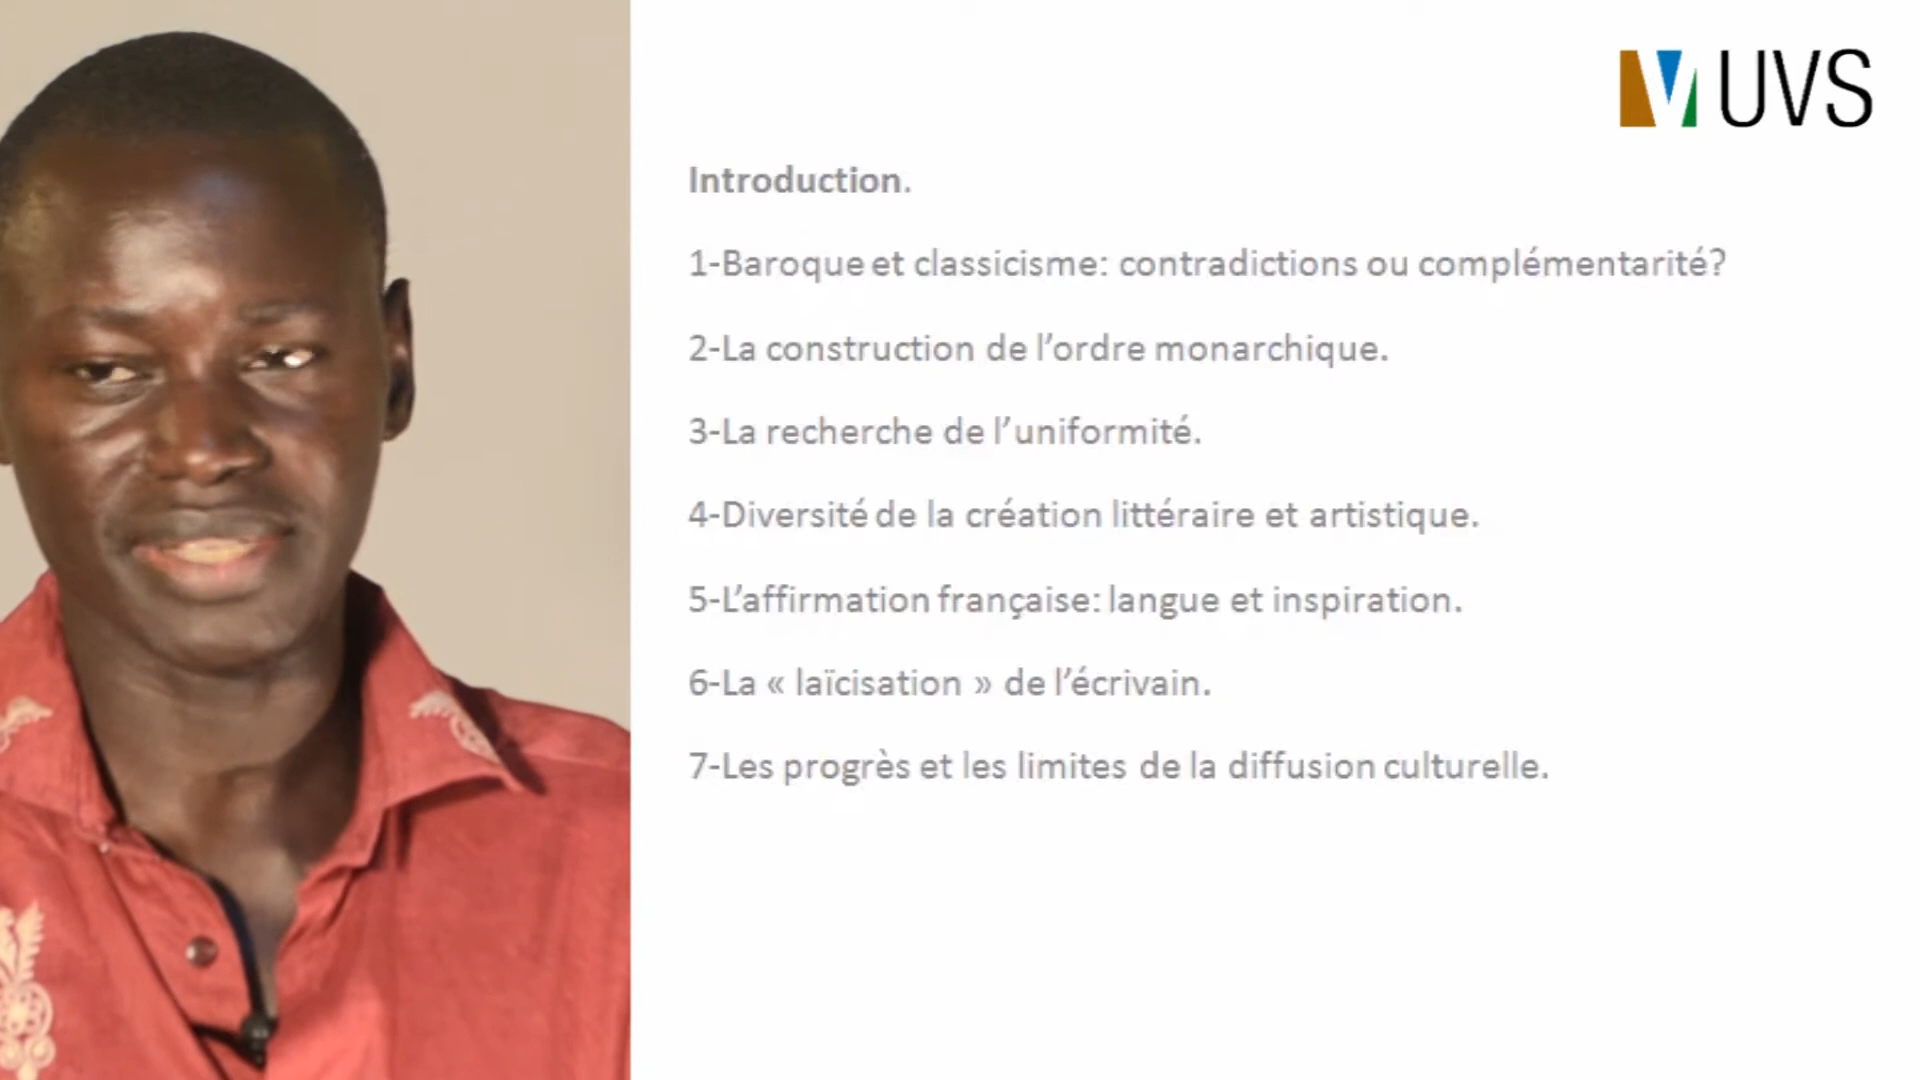 UVS
Introduction.
1-Baroque et classicisme: contradictions ou complémentarité?
2-La construction de l’ordre monarchique.
3-La recherche de l’uniformité.
4-Diversité de la création littéraire et artistique.
5-L’affirmation française: langue et inspiration.
6-La « laïcisation » de l’écrivain.
7-Les progrès et les limites de la diffusion culturelle.